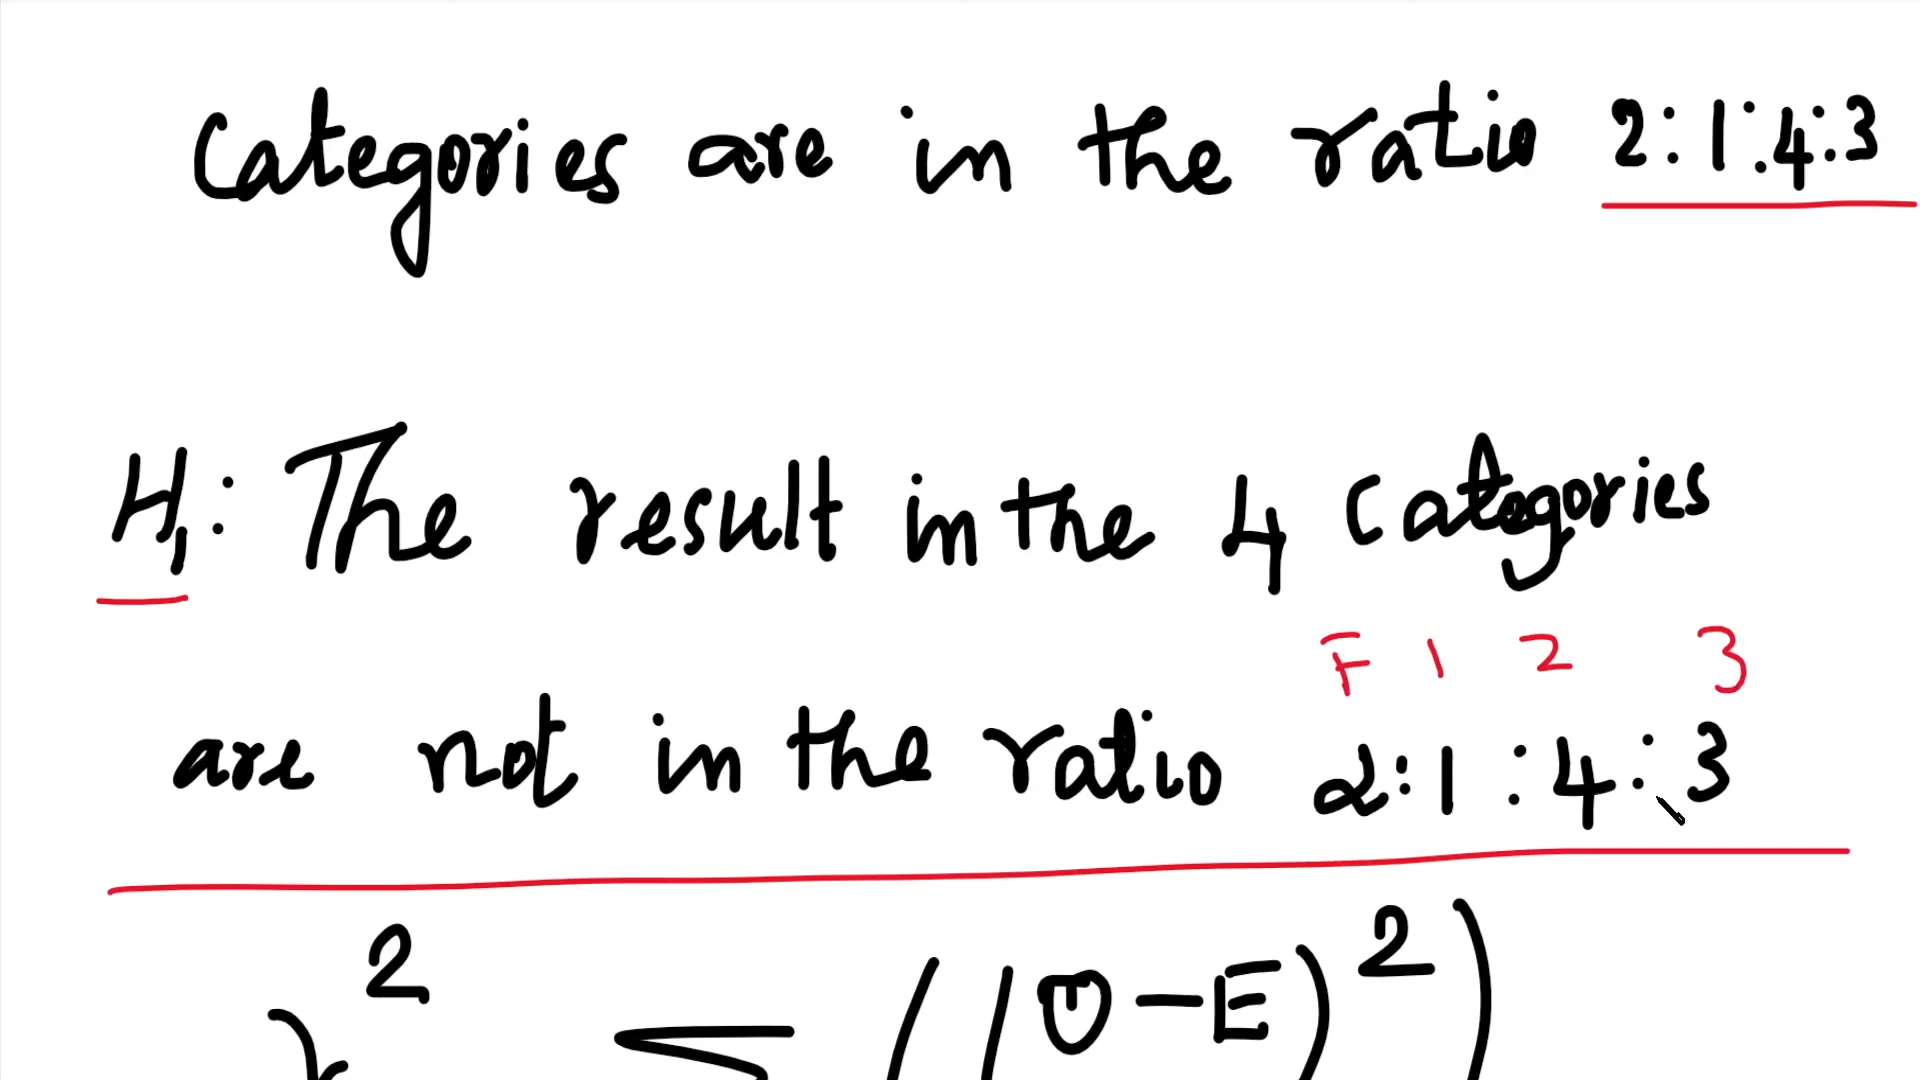 Categories are in the ratio 2:1:4:3
H₁: The result in the 4 Categories
F 1 2 3
are not in the ratio 2:1:4:3
2 (O-E)²)